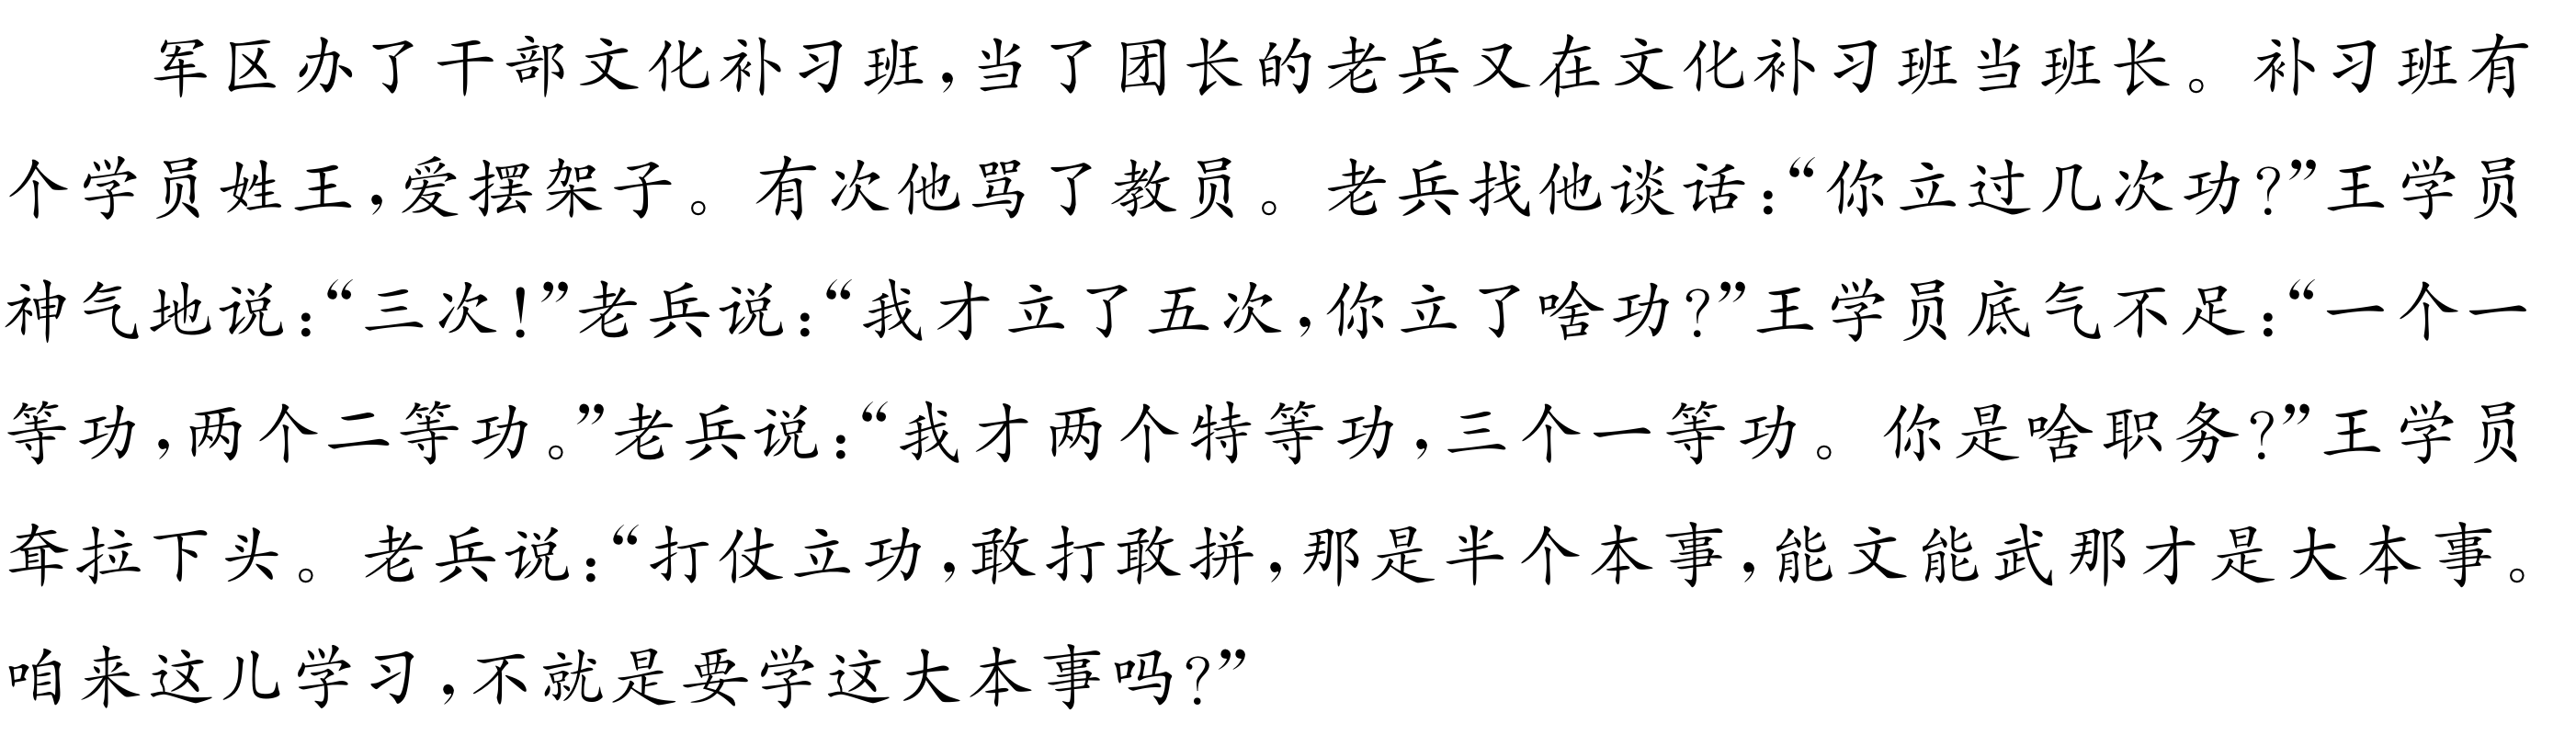 军区办了干部文化补习班,当了团长的老兵又在文化补习班当班长。补习班有
个学员姓王,爱摆架子。有次他骂了教员。老兵找他谈话:“你立过几次功?”王学员
神气地说:“三次!”老兵说:“我才立了五次,你立了啥功?”王学员底气不足:“一个一
等功,两个二等功。”老兵说:“我才两个特等功,三个一等功。你是啥职务?”王学员
耷拉下头。老兵说:“打仗立功,敢打敢拼,那是半个本事,能文能武那才是大本事。
咱来这儿学习,不就是要学这大本事吗?”